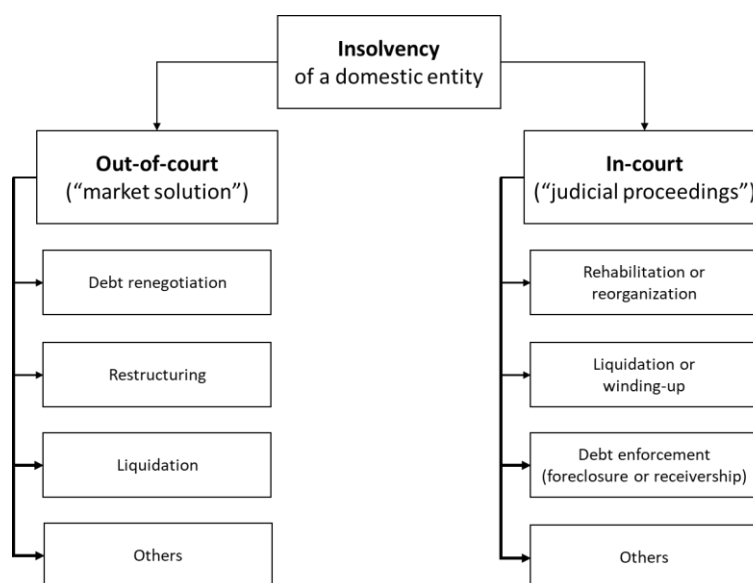 Insolvency
of a domestic entity
Out-of-court
(“market solution”)
Debt renegotiation
Restructuring
Liquidation
Others
In-court
(“judicial proceedings”)
Rehabilitation or
reorganization
Liquidation or
winding-up
Debt enforcement
(foreclosure or receivership)
Others